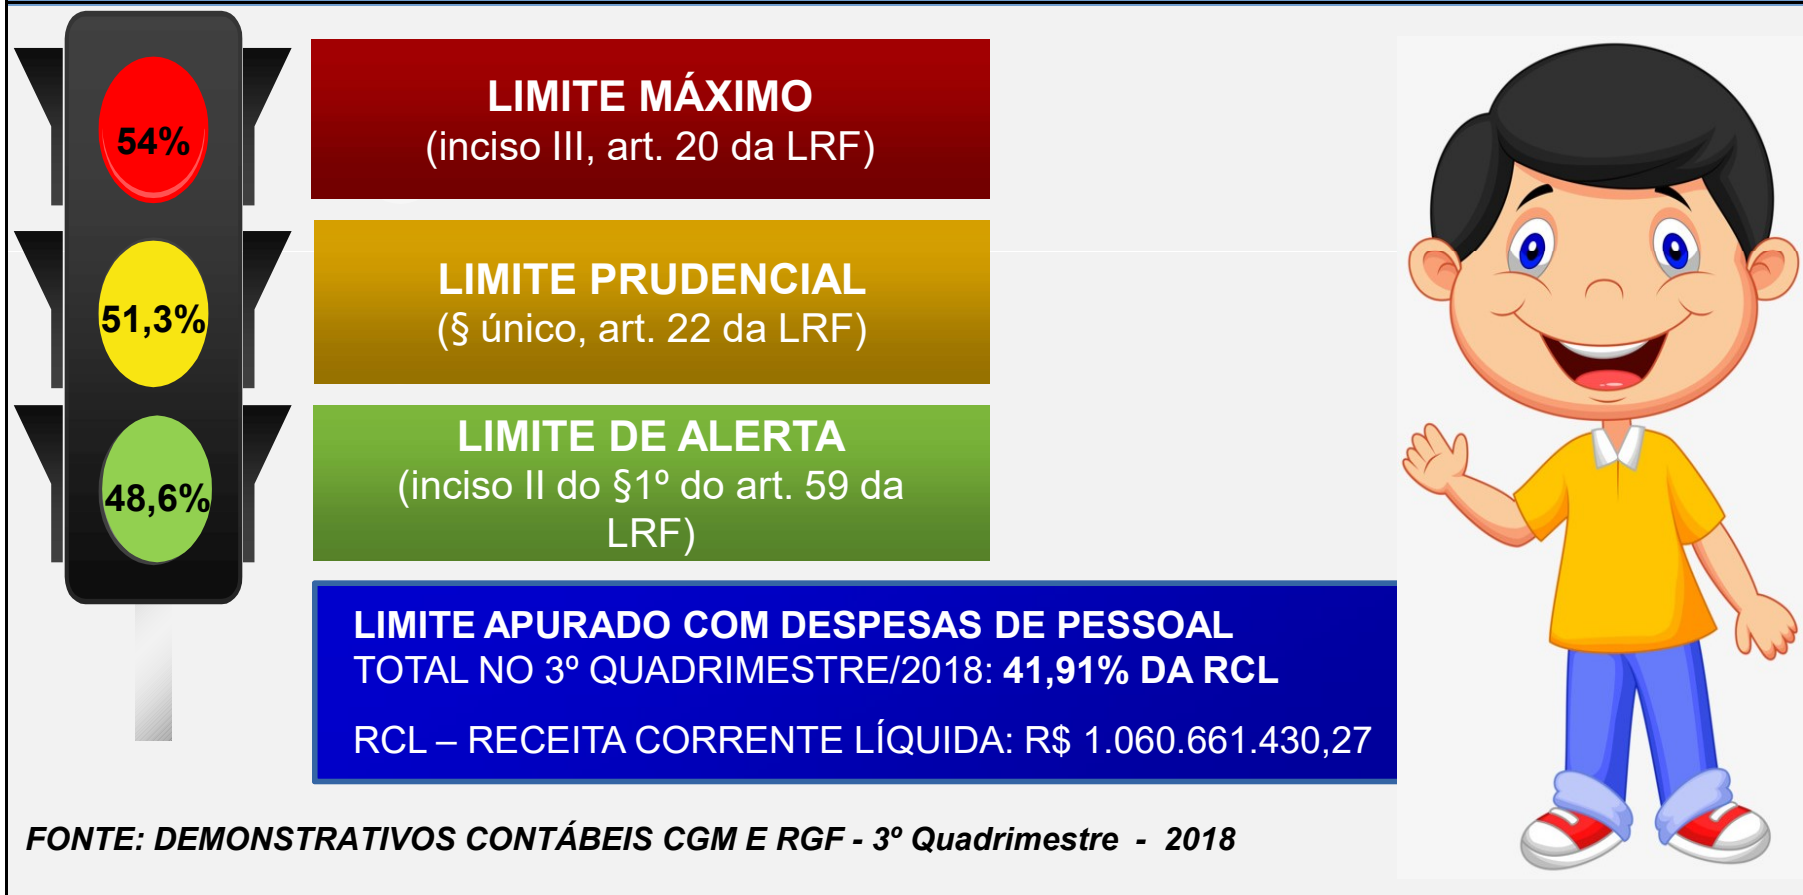 54%
LIMITE MÁXIMO
(inciso III, art. 20 da LRF)
51,3%
LIMITE PRUDENCIAL
(§ único, art. 22 da LRF)
48,6%
LIMITE DE ALERTA
(inciso II do §1º do art. 59 da
LRF)
LIMITE APURADO COM DESPESAS DE PESSOAL
TOTAL NO 3º QUADRIMESTRE/2018: 41,91% DA RCL
RCL – RECEITA CORRENTE LÍQUIDA: R$ 1.060.661.430,27
FONTE: DEMONSTRATIVOS CONTÁBEIS CGM E RGF - 3º Quadrimestre - 2018